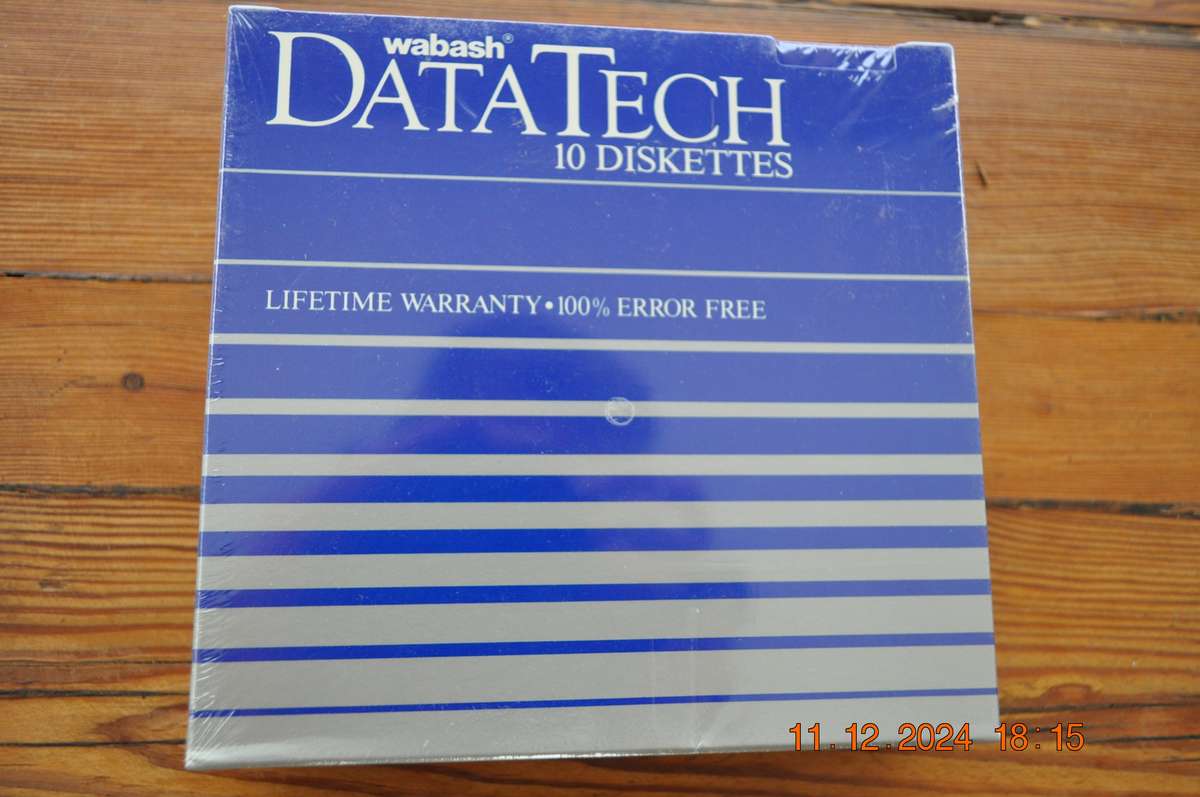 wabash®
DATATECH
10 DISKETTES
LIFETIME WARRANTY • 100% ERROR FREE
11.12.2024 18:15